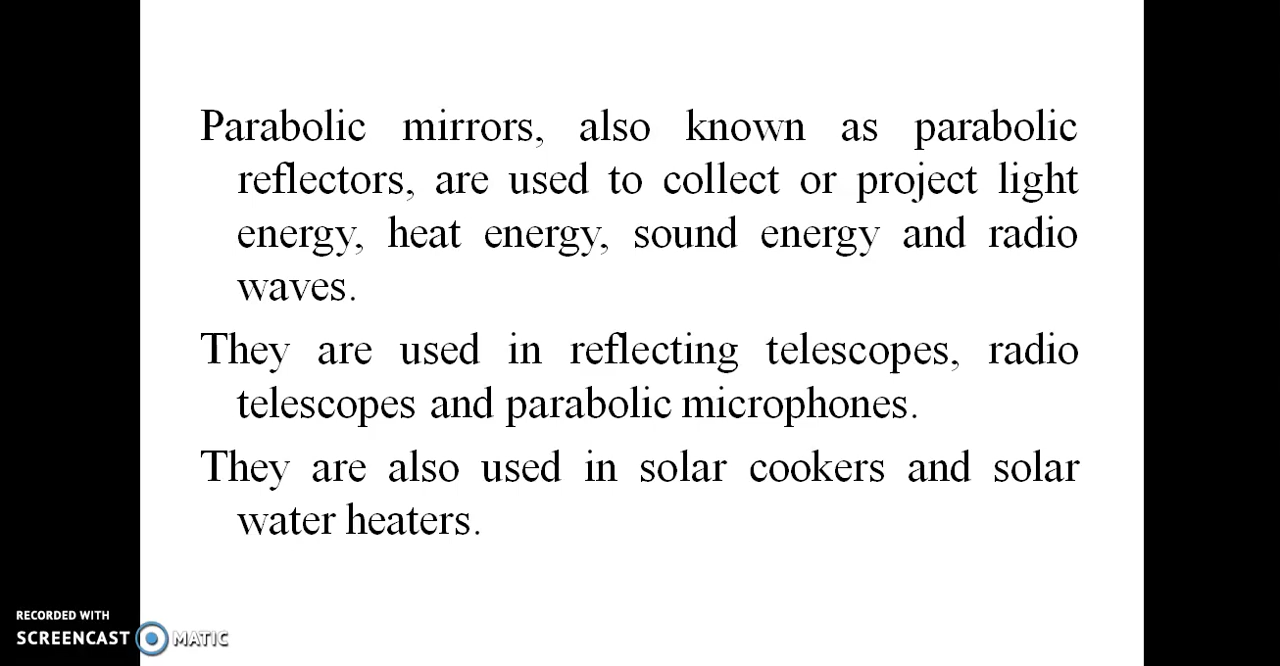 Parabolic mirrors, also known as parabolic
reflectors, are used to collect or project light
energy, heat energy, sound energy and radio
waves.
They are used in reflecting telescopes, radio
telescopes and parabolic microphones.
They are also used in solar cookers and solar
water heaters.
RECORDED WITH
SCREENCAST MATIC